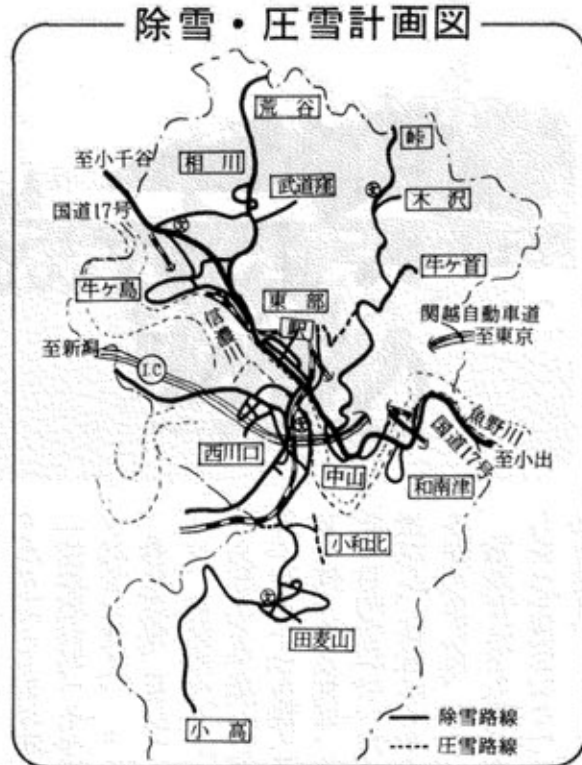 除雪・圧雪計画図
荒谷
峠
至小千谷
相川
武道窪
木沢
国道17号
牛ヶ首
牛ヶ島
東部
駅
関越自動車道
至東京
信濃川
至新潟
I.C
魚野川
国道17号
至小出
西川口
中山
和南津
小和北
田麦山
小高
除雪路線
圧雪路線